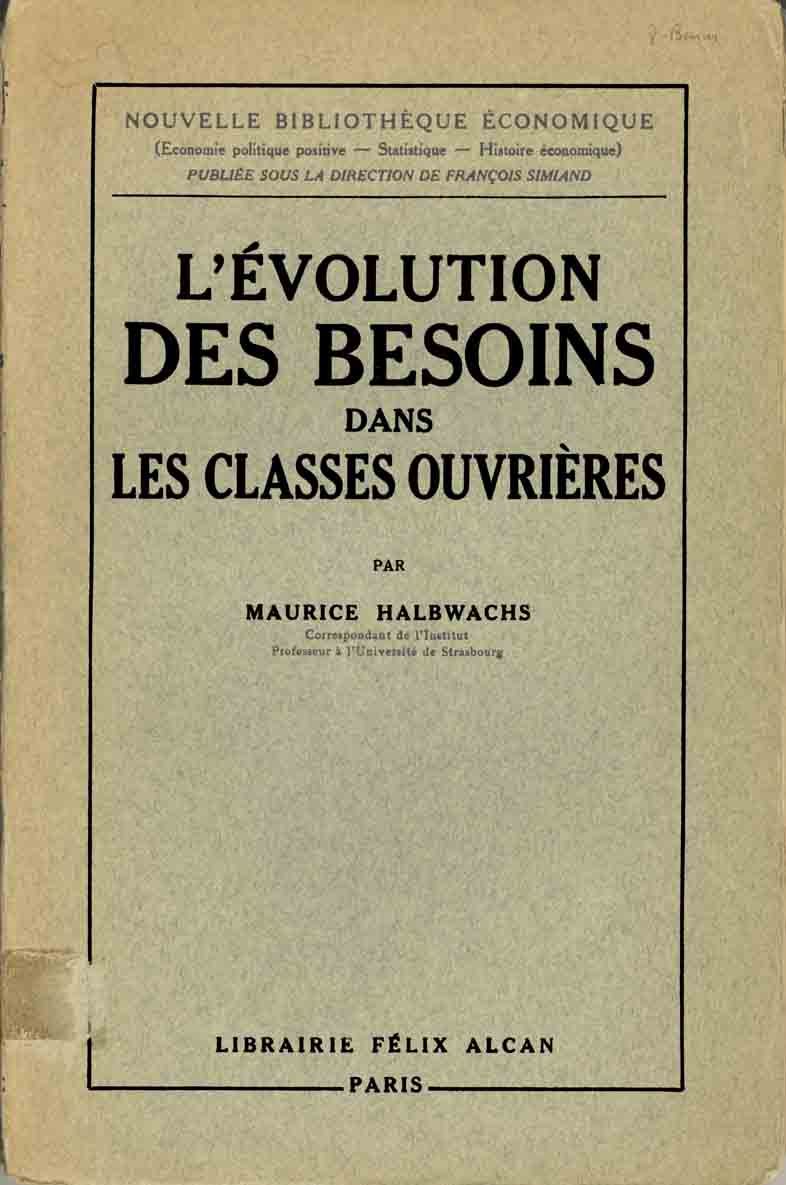 NOUVELLE BIBLIOTHÈQUE ÉCONOMIQUE
(Economie politique positive — Statistique — Histoire économique)
PUBLIÉE SOUS LA DIRECTION DE FRANÇOIS SIMIAND
L'ÉVOLUTION
DES BESOINS
DANS
LES CLASSES OUVRIÈRES
PAR
MAURICE HALBWACHS
Correspondant de l'Institut
Professeur à l'Université de Strasbourg
LIBRAIRIE FÉLIX ALCAN
PARIS